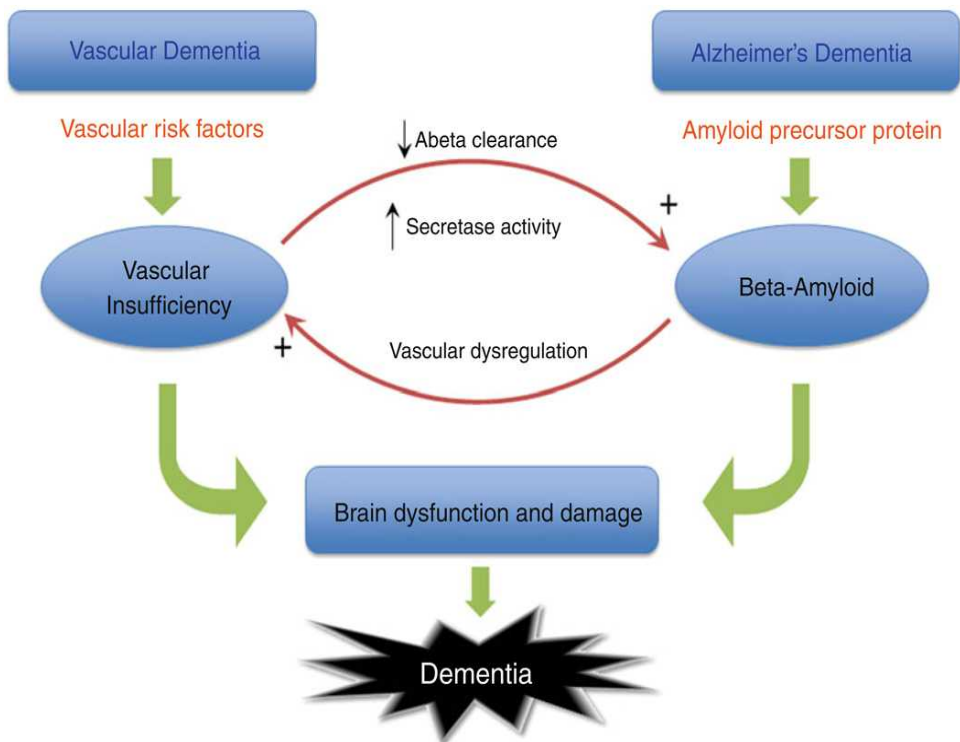 Vascular Dementia
Alzheimer's Dementia
Vascular risk factors
Amyloid precursor protein
↓ Abeta clearance
+
↑ Secretase activity
Vascular
Insufficiency
Beta-Amyloid
+
Vascular dysregulation
Brain dysfunction and damage
Dementia